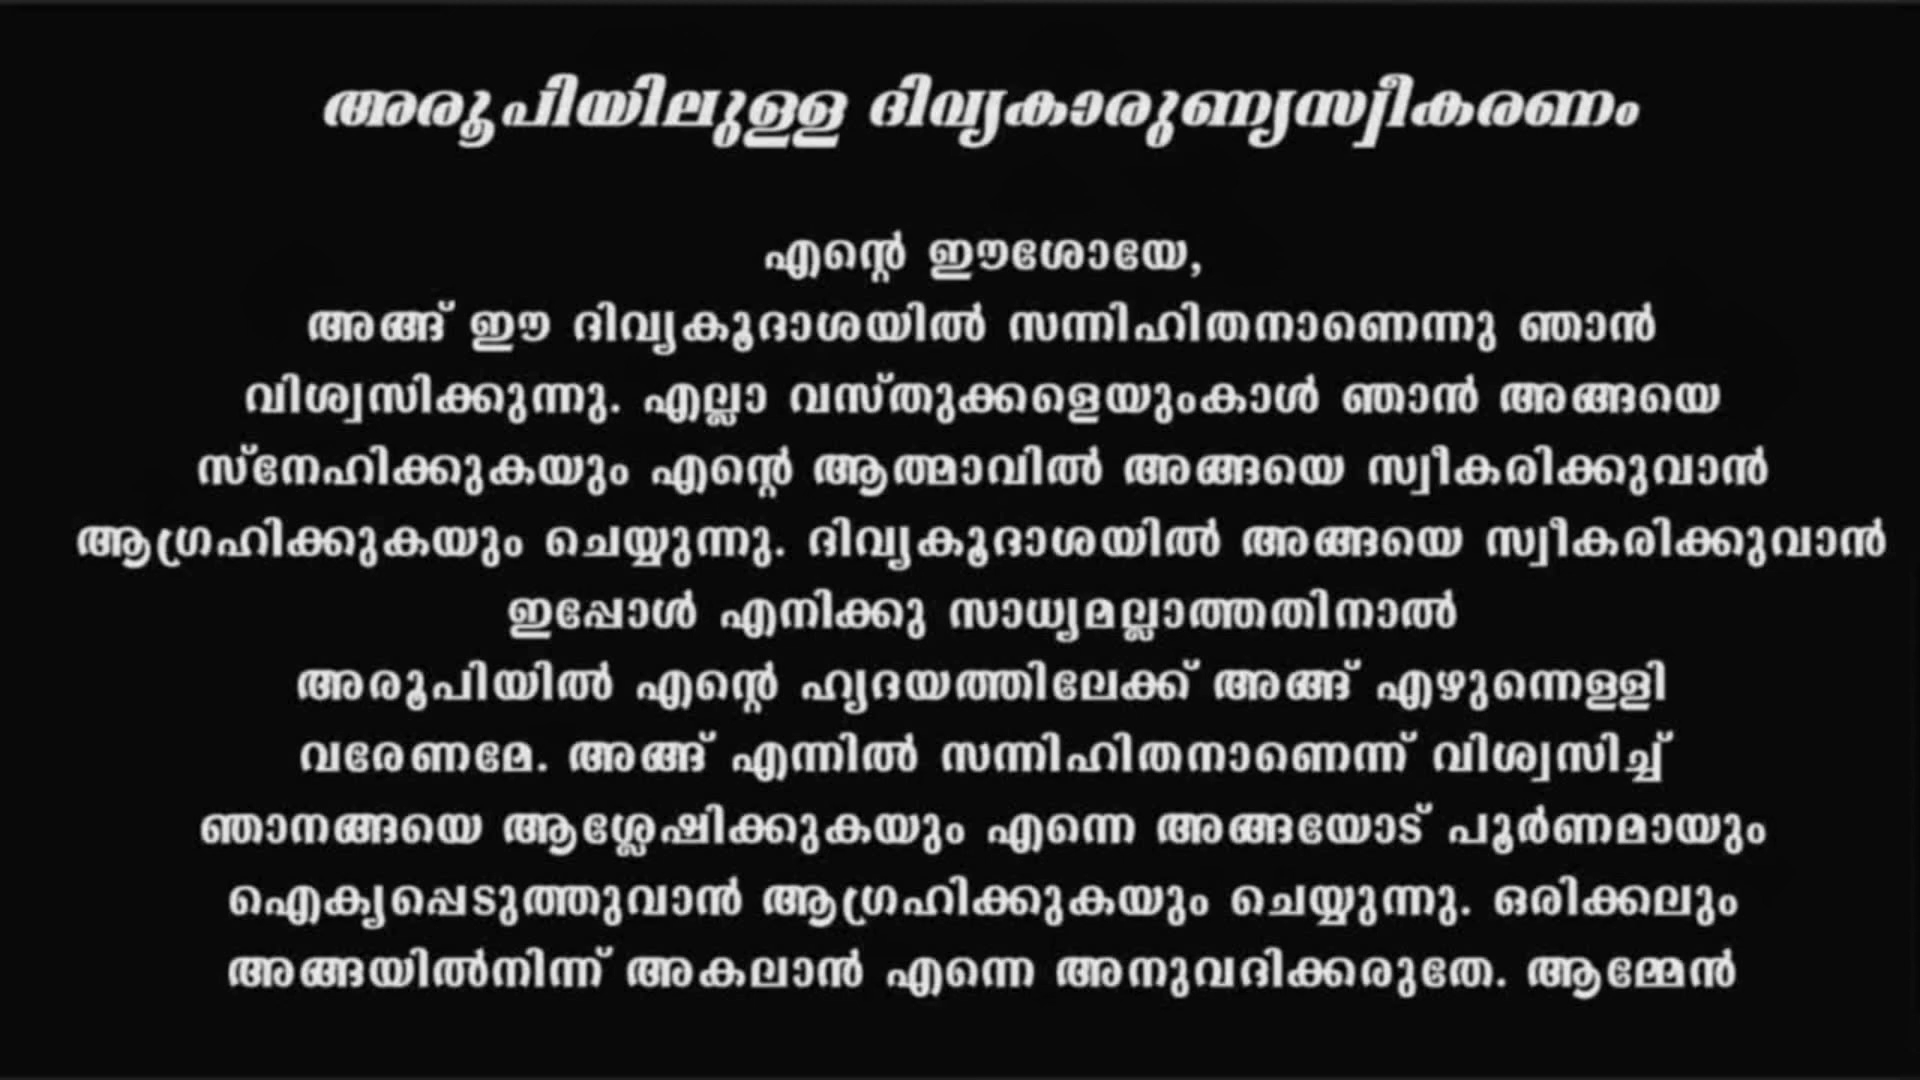 അരൂപിയിലുള്ള ദിവ്യകാരുണ്യസ്വീകരണം
എന്റെ ഈശോയേ,
അങ്ങ് ഈ ദിവ്യകൂദാശയിൽ സന്നിഹിതനാണെന്നു ഞാൻ
വിശ്വസിക്കുന്നു. എല്ലാ വസ്തുക്കളെയുംകാൾ ഞാൻ അങ്ങയെ
സ്നേഹിക്കുകയും എന്റെ ആത്മാവിൽ അങ്ങയെ സ്വീകരിക്കുവാൻ
ആഗ്രഹിക്കുകയും ചെയ്യുന്നു. ദിവ്യകൂദാശയിൽ അങ്ങയെ സ്വീകരിക്കുവാൻ
ഇപ്പോൾ എനിക്കു സാധ്യമല്ലാത്തതിനാൽ
അരൂപിയിൽ എന്റെ ഹൃദയത്തിലേക്ക് അങ്ങ് എഴുന്നെള്ളി
വരേണമേ. അങ്ങ് എന്നിൽ സന്നിഹിതനാണെന്ന് വിശ്വസിച്ച്
ഞാനങ്ങയെ ആശ്ലേഷിക്കുകയും എന്നെ അങ്ങയോട് പൂർണമായും
ഐക്യപ്പെടുത്തുവാൻ ആഗ്രഹിക്കുകയും ചെയ്യുന്നു. ഒരിക്കലും
അങ്ങയിൽനിന്ന് അകലാൻ എന്നെ അനുവദിക്കരുതേ. ആമ്മേൻ